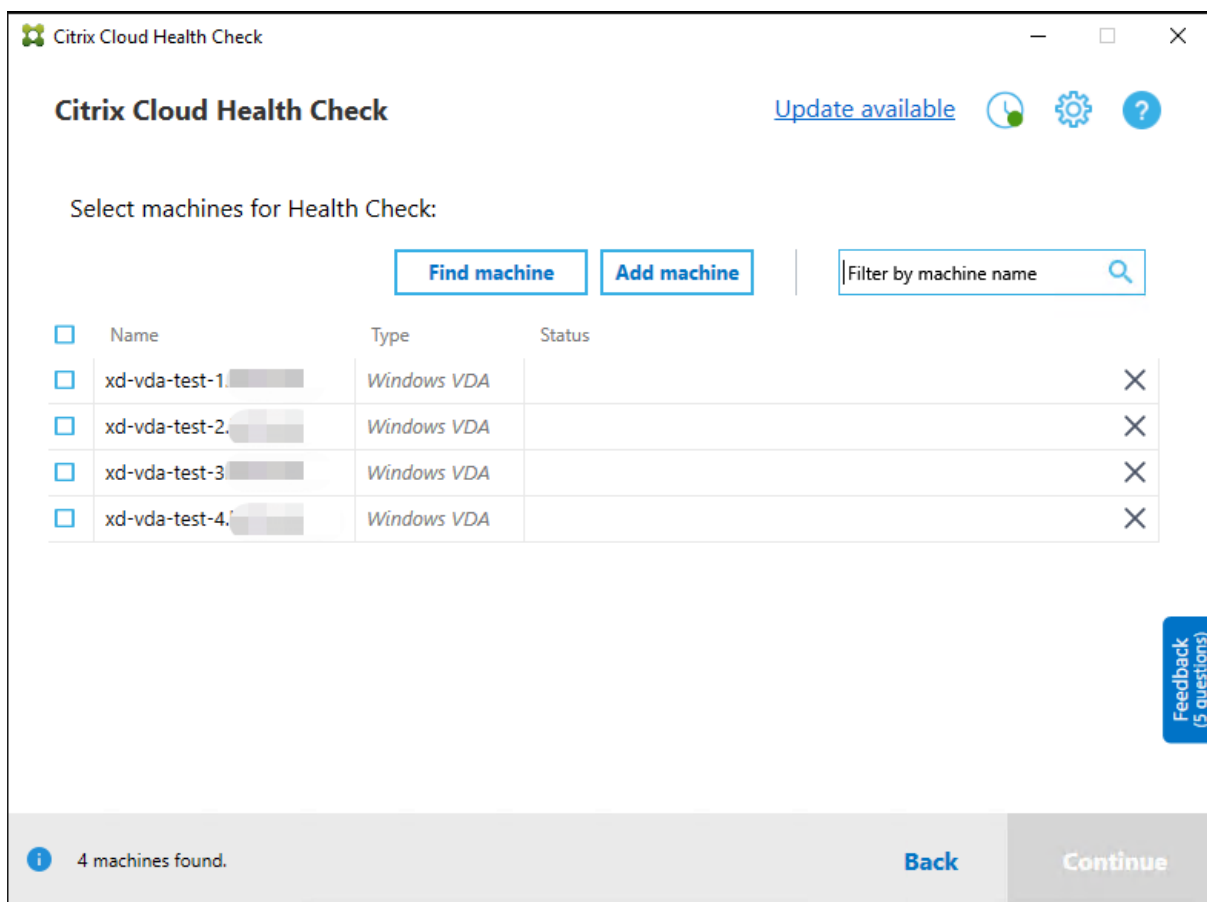 Citrix Cloud Health Check
Citrix Cloud Health Check
Update available
?
Select machines for Health Check:
Find machine
Add machine
Filter by machine name
Name Type Status
xd-vda-test-1. Windows VDA
xd-vda-test-2. Windows VDA
xd-vda-test-3 Windows VDA
xd-vda-test-4. Windows VDA
Feedback
(5 questions)
i 4 machines found.
Back
Continue